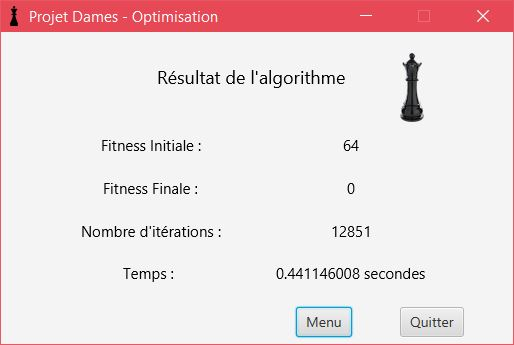 Projet Dames - Optimisation
Résultat de l'algorithme
Fitness Initiale : 64
Fitness Finale : 0
Nombre d'itérations : 12851
Temps : 0.441146008 secondes
Menu Quitter